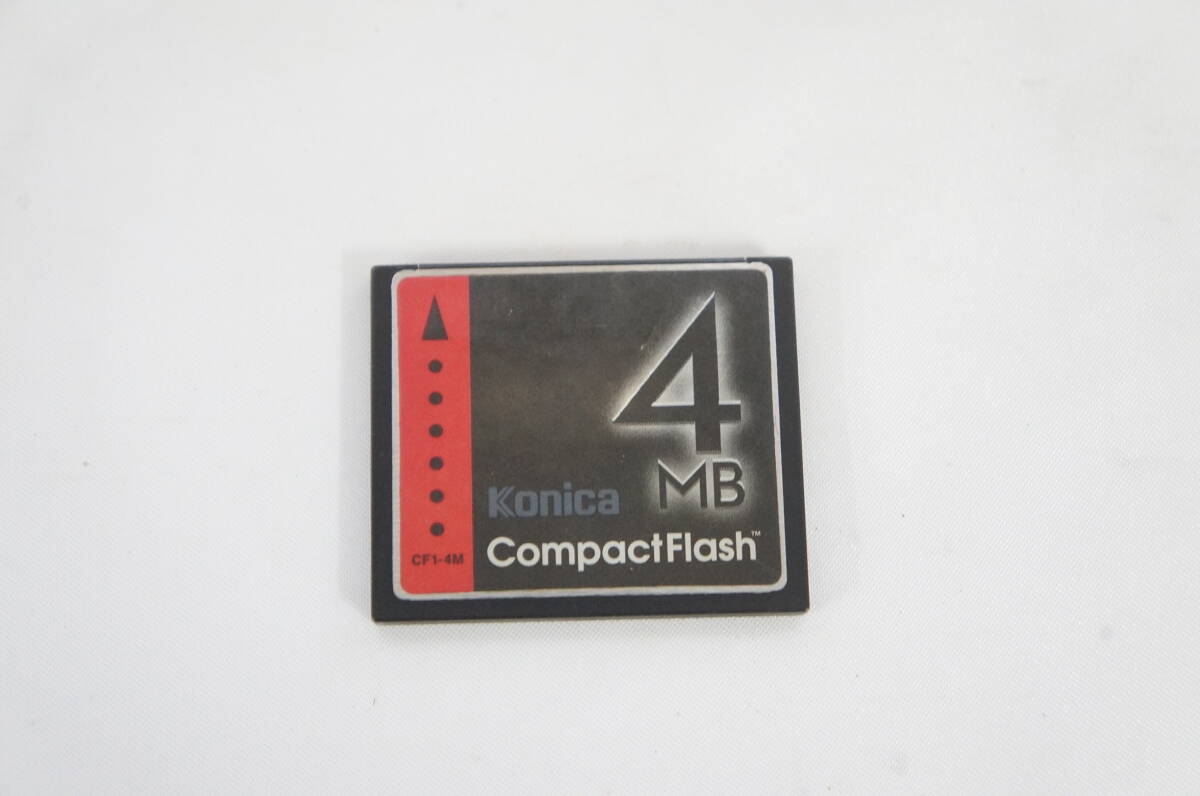 4
MB
Konica
CompactFlash™
CF1-4M